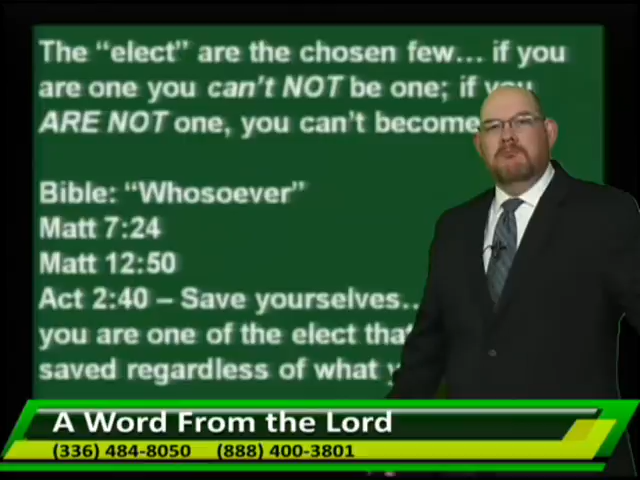 The “elect” are the chosen few... if you
are one you can’t NOT be one; if you
ARE NOT one, you can’t become
Bible: “Whosoever”
Matt 7:24
Matt 12:50
Act 2:40 – Save yourselves...
you are one of the elect that
saved regardless of what
A Word From the Lord
(336) 484-8050 (888) 400-3801